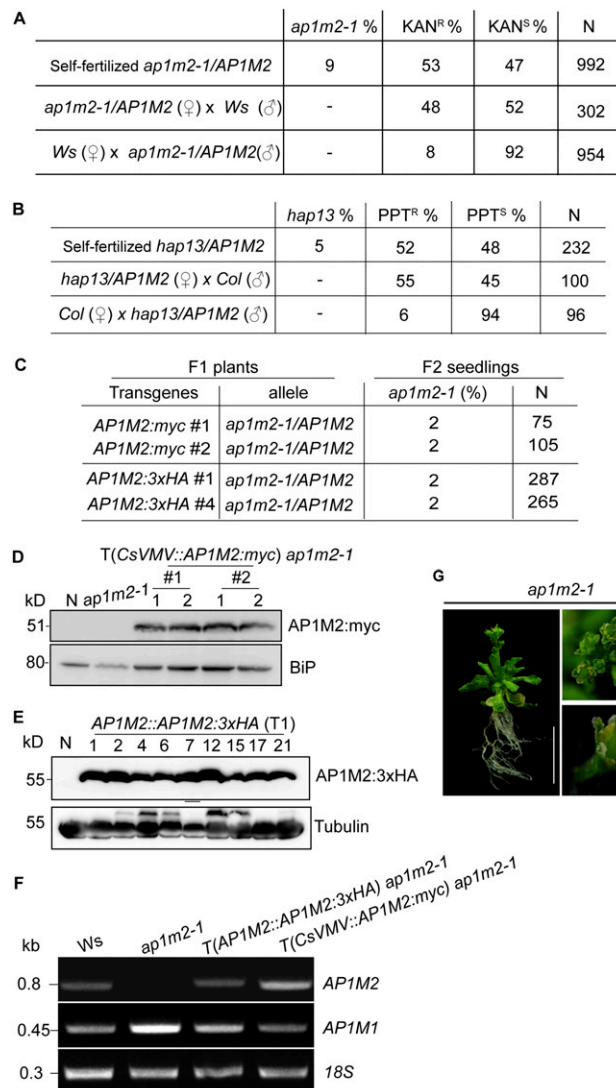 A
ap1m2-1 % KANR % KANS % N
Self-fertilized ap1m2-1/AP1M2 9 53 47 992
ap1m2-1/AP1M2 (♀) x Ws (♂) - 48 52 302
Ws (♀) x ap1m2-1/AP1M2(♂) - 8 92 954
B
hap13 % PPTR % PPTS % N
Self-fertilized hap13/AP1M2 5 52 48 232
hap13/AP1M2 (♀) x Col (♂) - 55 45 100
Col (♀) x hap13/AP1M2 (♂) - 6 94 96
C
F1 plants F2 seedlings
Transgenes allele ap1m2-1 (%) N
AP1M2:myc #1 ap1m2-1/AP1M2 2 75
AP1M2:myc #2 ap1m2-1/AP1M2 2 105
AP1M2:3xHA #1 ap1m2-1/AP1M2 2 287
AP1M2:3xHA #4 ap1m2-1/AP1M2 2 265
D
T(CsVMV::AP1M2:myc) ap1m2-1
#1 #2
kD N ap1m2-1 1 2 1 2
51 AP1M2:myc
80 BiP
E
AP1M2::AP1M2:3xHA (T1)
kD N 1 2 4 6 7 12 15 17 21
55 AP1M2:3xHA
55 Tubulin
F
kb Ws ap1m2-1 T(AP1M2::AP1M2:3xHA) ap1m2-1 T(CsVMV::AP1M2:myc) ap1m2-1
0.8 AP1M2
0.45 AP1M1
0.3 18S
G
ap1m2-1